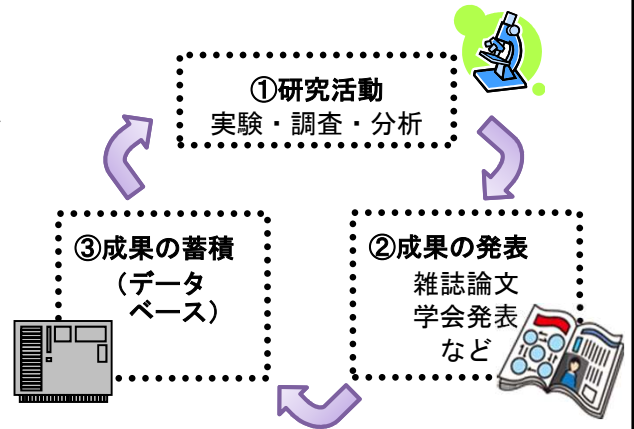 ①研究活動
実験・調査・分析
②成果の発表
雑誌論文
学会発表
など
③成果の蓄積
（データ
ベース）